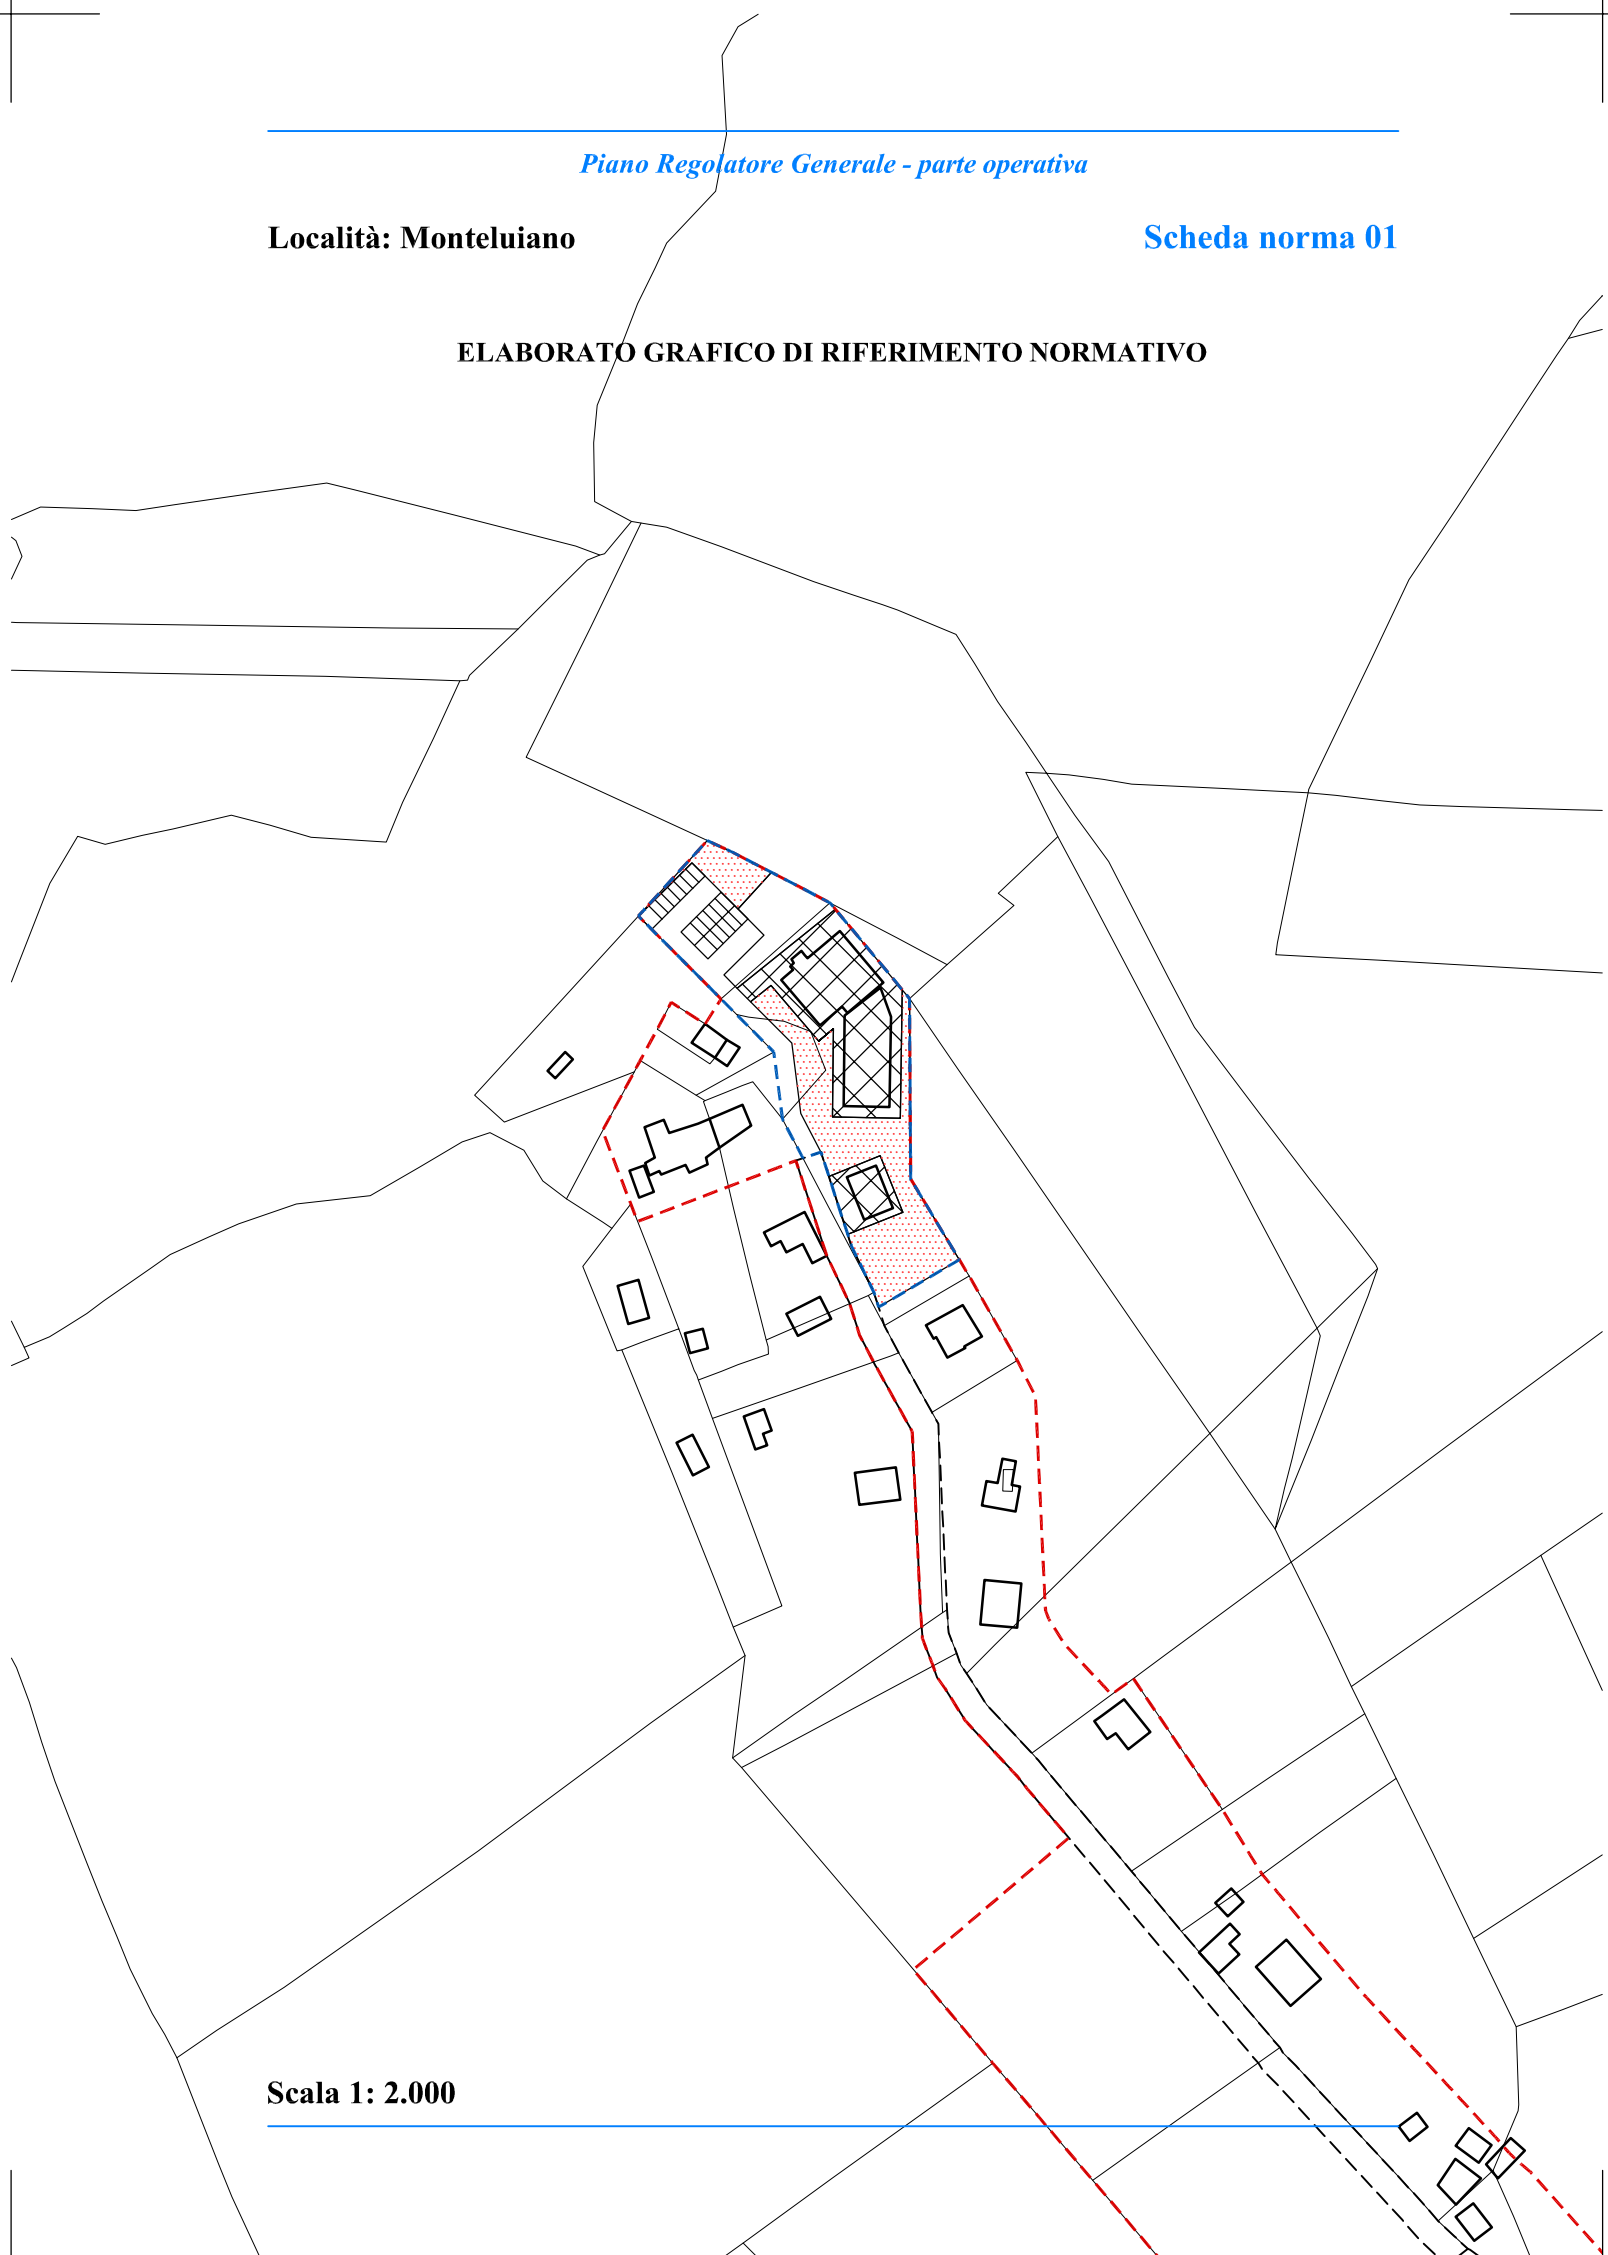 Piano Regolatore Generale - parte operativa
Località: Monteluiano
Scheda norma 01
ELABORATO GRAFICO DI RIFERIMENTO NORMATIVO
Scala 1: 2.000